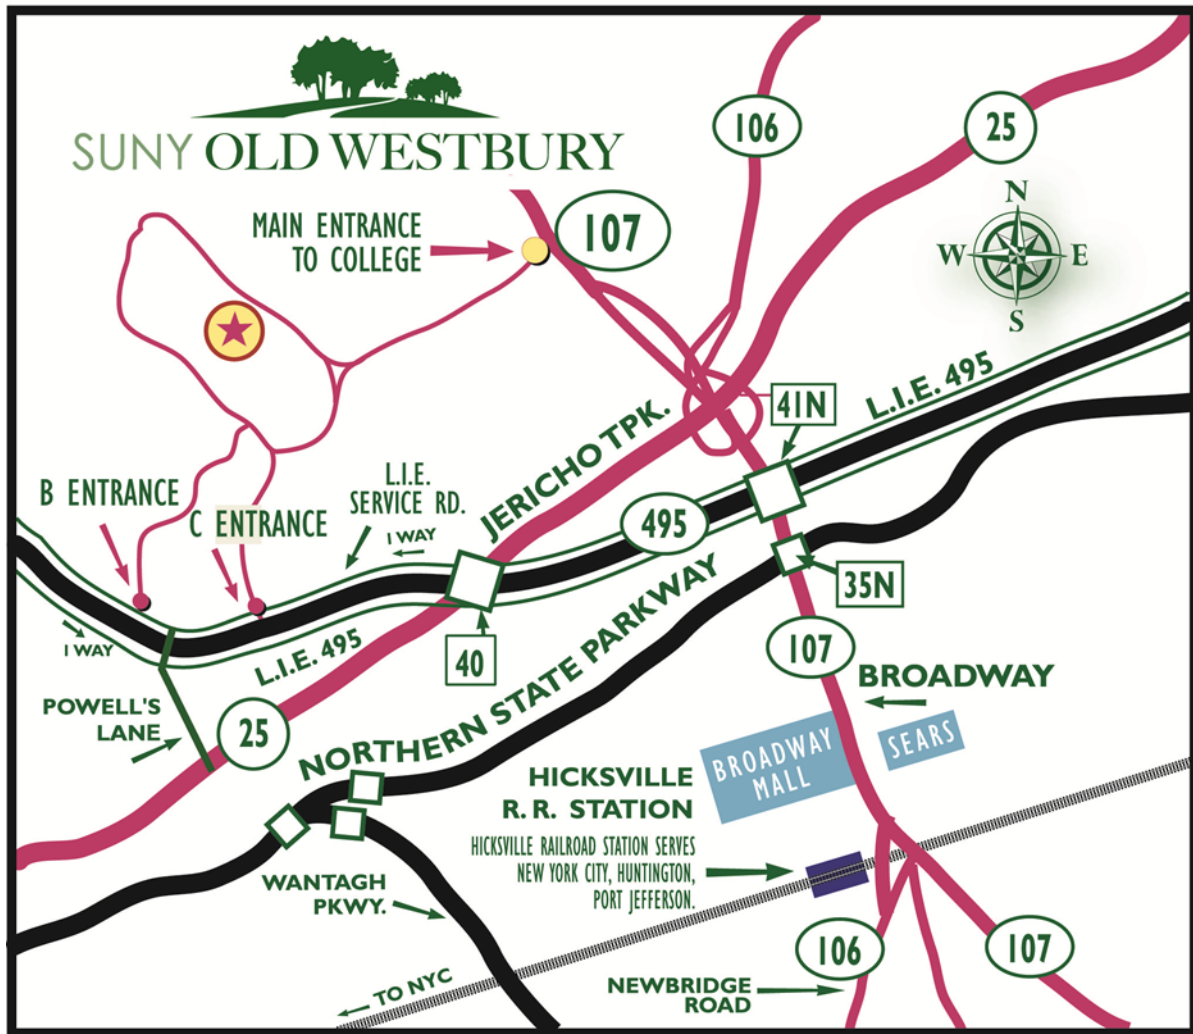 SUNY OLD WESTBURY
106
25
N
W E
S
MAIN ENTRANCE
TO COLLEGE
107
41N
L.I.E. 495
JERICHO TPK.
L.I.E.
SERVICE RD.
1 WAY
B ENTRANCE
C ENTRANCE
495
35N
NORTHERN STATE PARKWAY
1 WAY
L.I.E. 495
40
107
BROADWAY
POWELL'S
LANE
25
SEARS
BROADWAY
MALL
HICKSVILLE
R.R. STATION
HICKSVILLE RAILROAD STATION SERVES
NEW YORK CITY, HUNTINGTON,
PORT JEFFERSON.
WANTAGH
PKWY.
106
107
NEWBRIDGE
ROAD
TO NYC